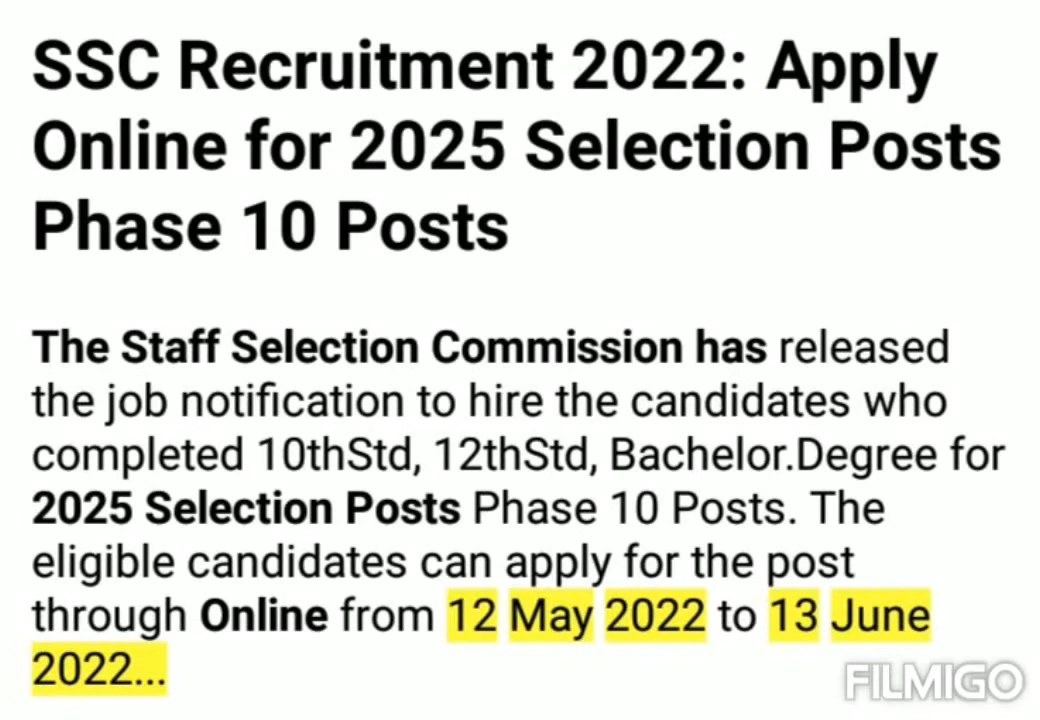 SSC Recruitment 2022: Apply
Online for 2025 Selection Posts
Phase 10 Posts
The Staff Selection Commission has released
the job notification to hire the candidates who
completed 10thStd, 12thStd, Bachelor.Degree for
2025 Selection Posts Phase 10 Posts. The
eligible candidates can apply for the post
through Online from 12 May 2022 to 13 June
2022...
FILMIGO